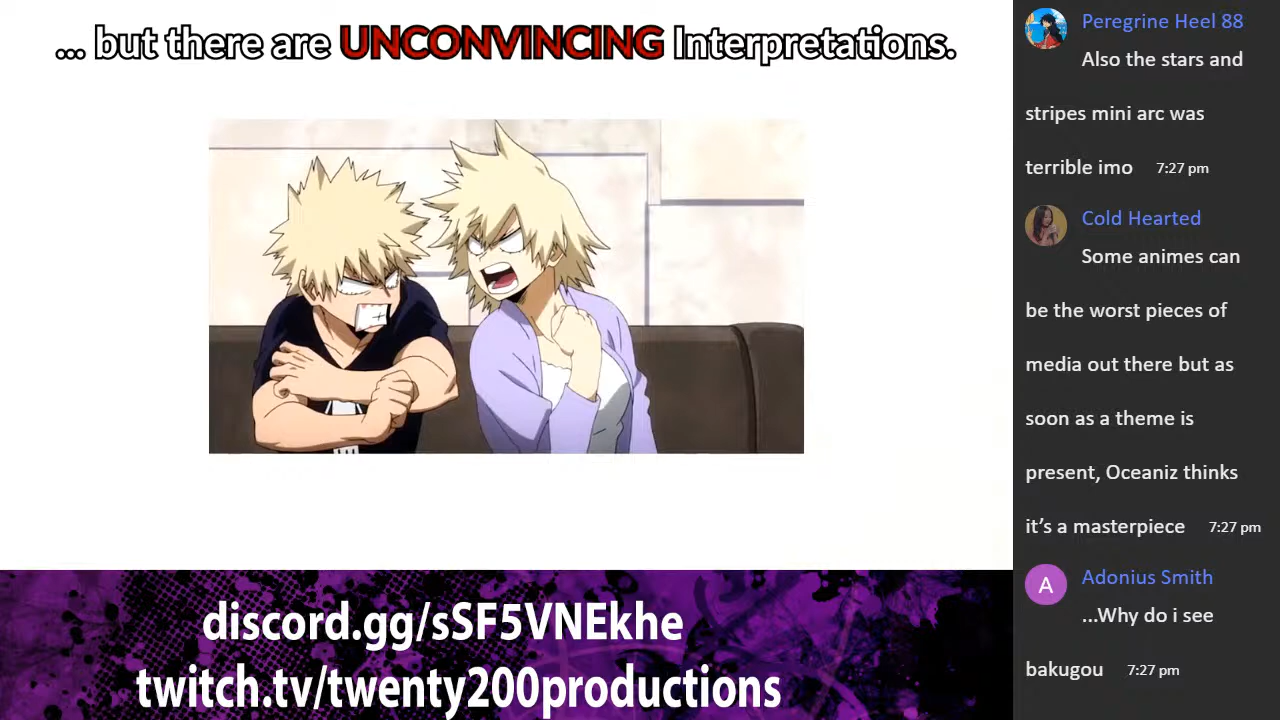 ... but there are UNCONVINCING Interpretations.
discord.gg/sSF5VNEkhe
twitch.tv/twenty200productions
Peregrine Heel 88
Also the stars and
stripes mini arc was
terrible imo 7:27 pm
Cold Hearted
Some animes can
be the worst pieces of
media out there but as
soon as a theme is
present, Oceaniz thinks
it’s a masterpiece 7:27 pm
A
Adonius Smith
...Why do i see
bakugou 7:27 pm